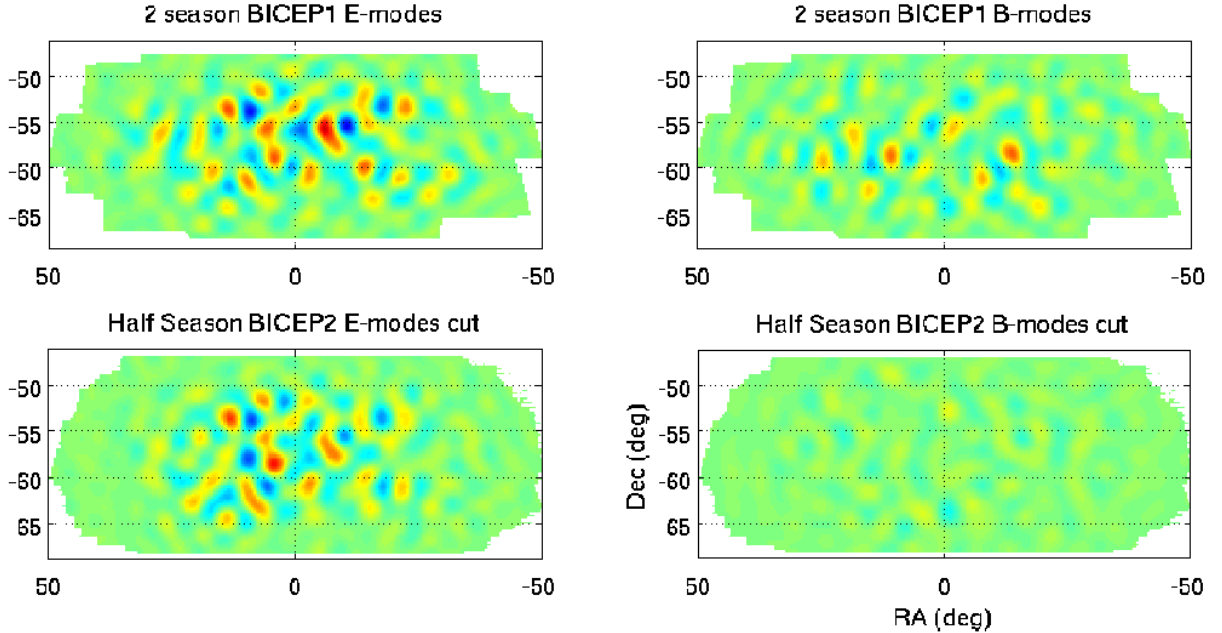 2 season BICEP1 E-modes
2 season BICEP1 B-modes
-50
-55
-60
-65
50 0 -50
-50
-55
-60
-65
50 0 -50
Half Season BICEP2 E-modes cut
Half Season BICEP2 B-modes cut
-50
-55
-60
65
50 0 -50
Dec (deg)
-50
-55
-60
65
50 0 -50
RA (deg)